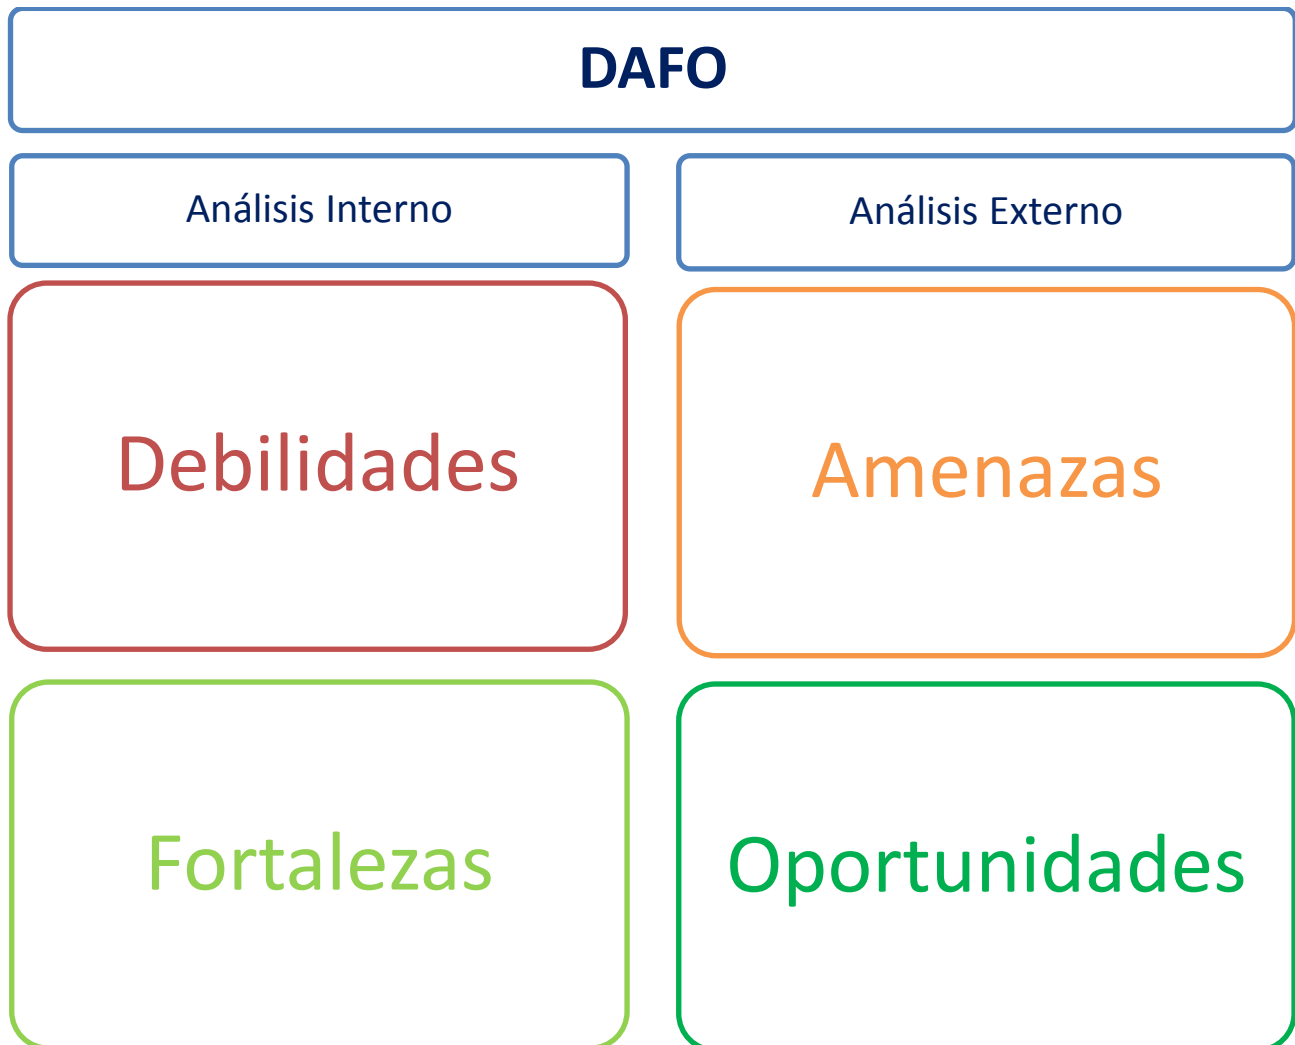 DAFO
Análisis Interno
Análisis Externo
Debilidades
Amenazas
Fortalezas
Oportunidades